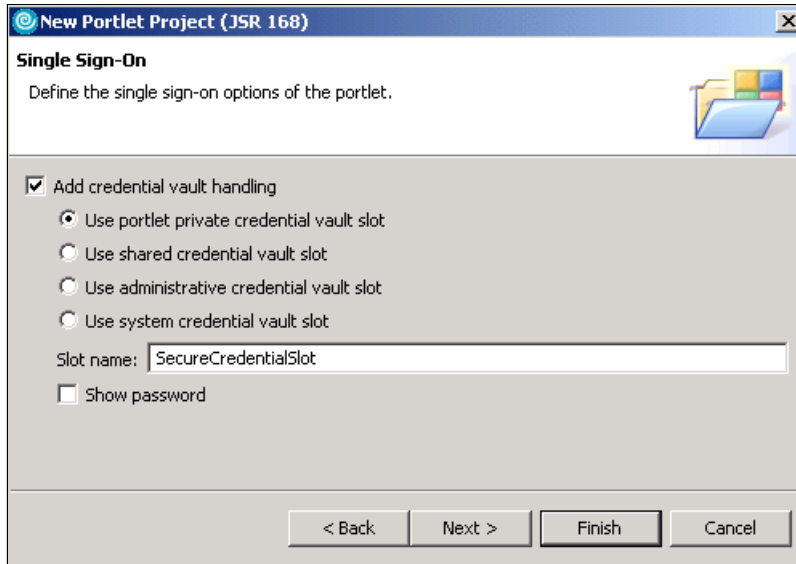 New Portlet Project (JSR 168)
Single Sign-On
Define the single sign-on options of the portlet.
Add credential vault handling
Use portlet private credential vault slot
Use shared credential vault slot
Use administrative credential vault slot
Use system credential vault slot
Slot name: SecureCredentialSlot
Show password
< Back Next > Finish Cancel